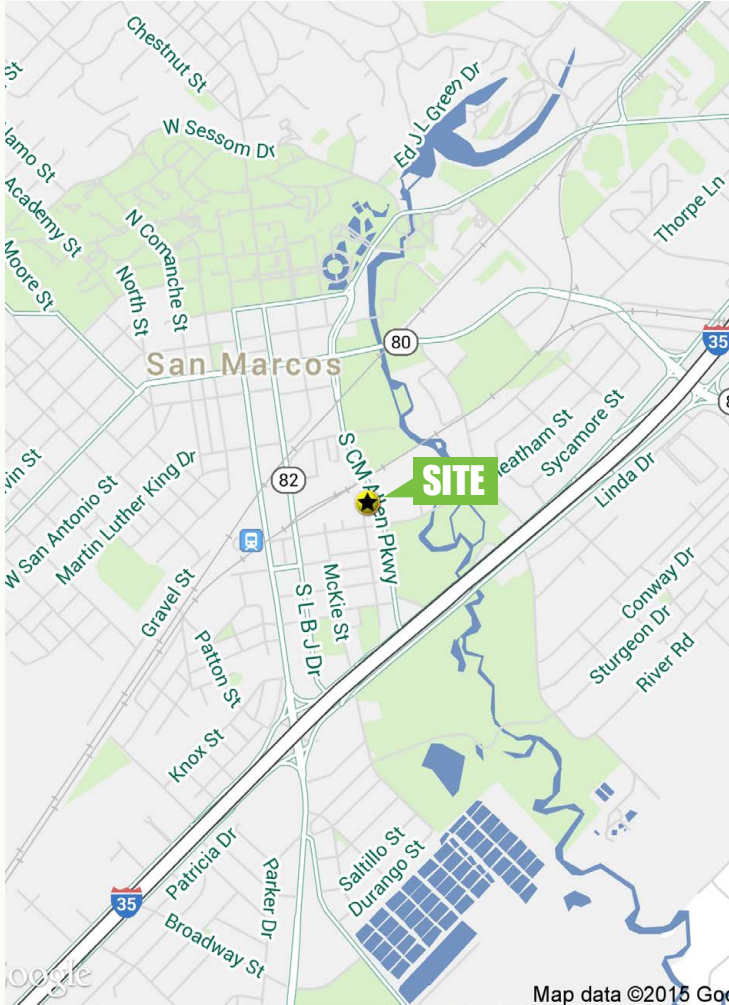 Chestnut St
W Sessom Dr
Ed J L Green Dr
Academy St
N Comanche St
North St
Moore St
Thorpe Ln
35
80
San Marcos
SITE
Sycamore St
Linda Dr
82
S CM Allen Pkwy
W San Antonio St
Martin Luther King Dr
Gravel St
McKie St
S L B J Dr
Patton St
Conway Dr
Sturgeon Dr
River Rd
Knox St
Patricia Dr
Saltillo St
Durango St
Parker Dr
35
Broadway St
Map data ©2015 Goo